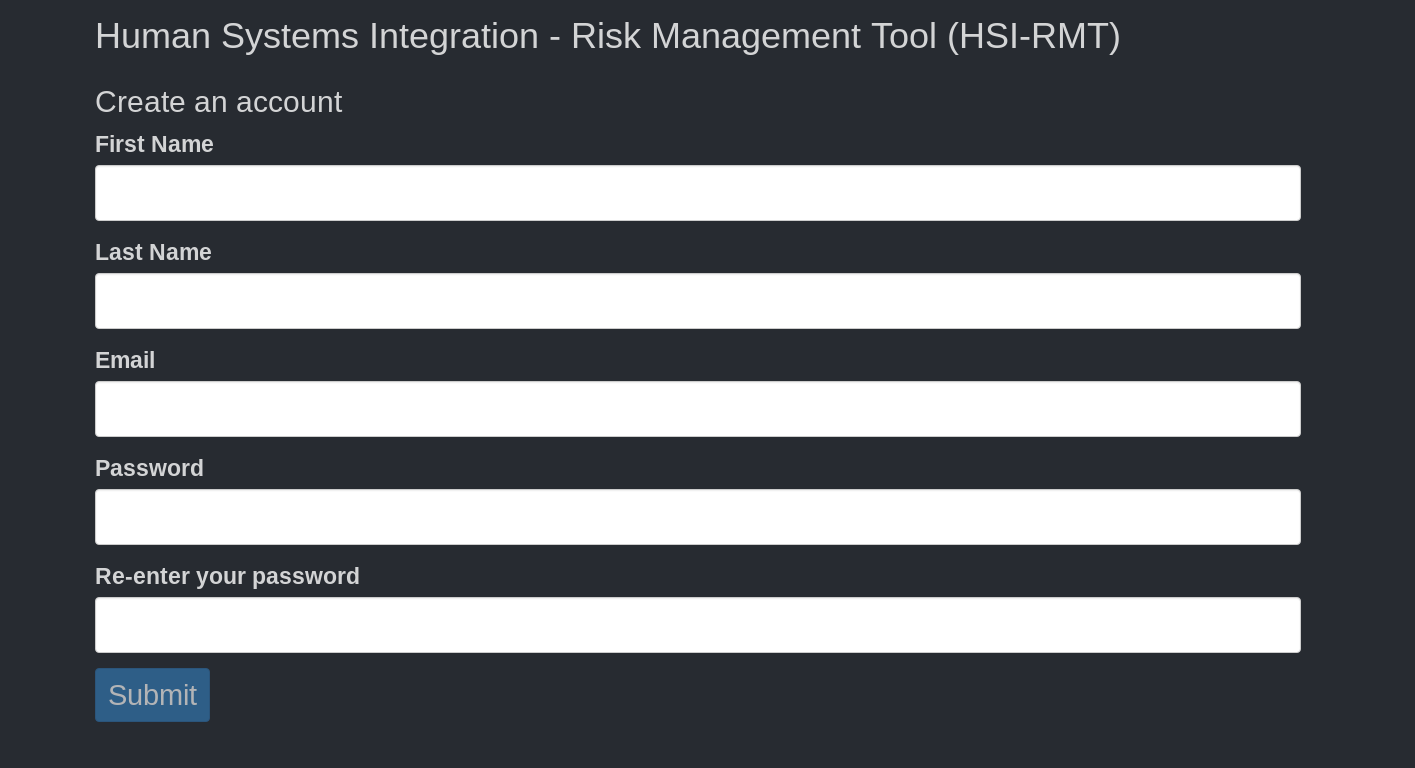 Human Systems Integration - Risk Management Tool (HSI-RMT)
Create an account
First Name
Last Name
Email
Password
Re-enter your password
Submit